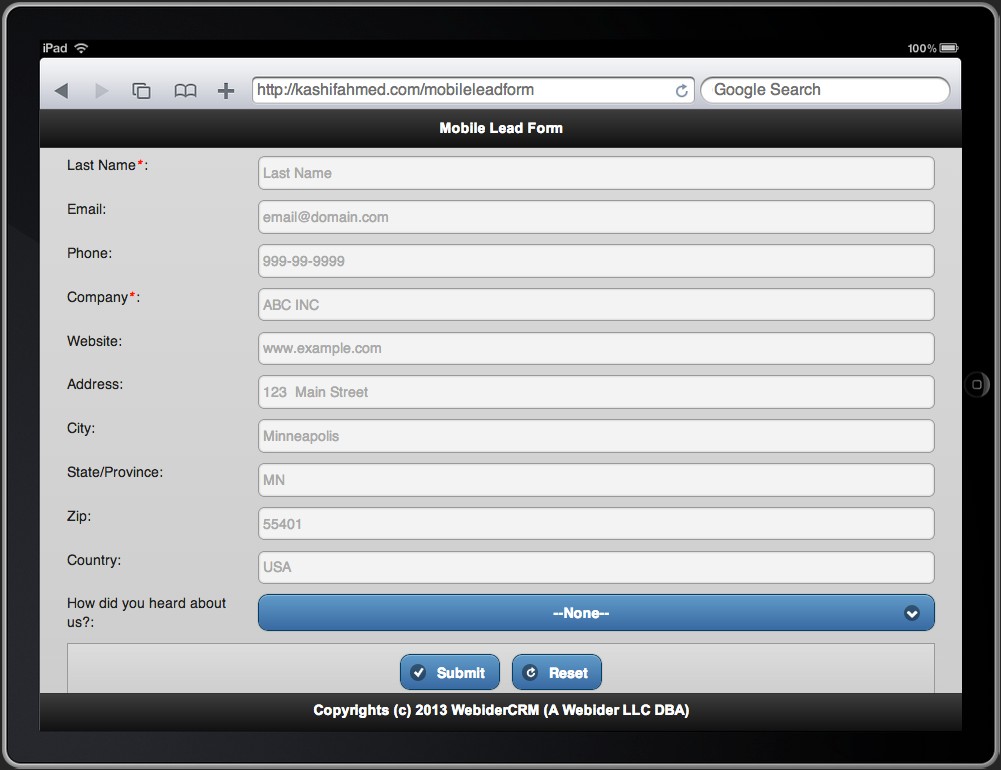 iPad 100%
http://kashifahmed.com/mobileleadform Google Search
Mobile Lead Form
Last Name*: Last Name
Email: email@domain.com
Phone: 999-99-9999
Company*: ABC INC
Website: www.example.com
Address: 123  Main Street
City: Minneapolis
State/Province: MN
Zip: 55401
Country: USA
How did you heard about
us?: --None--
Submit Reset
Copyrights (c) 2013 WebiderCRM (A Webider LLC DBA)